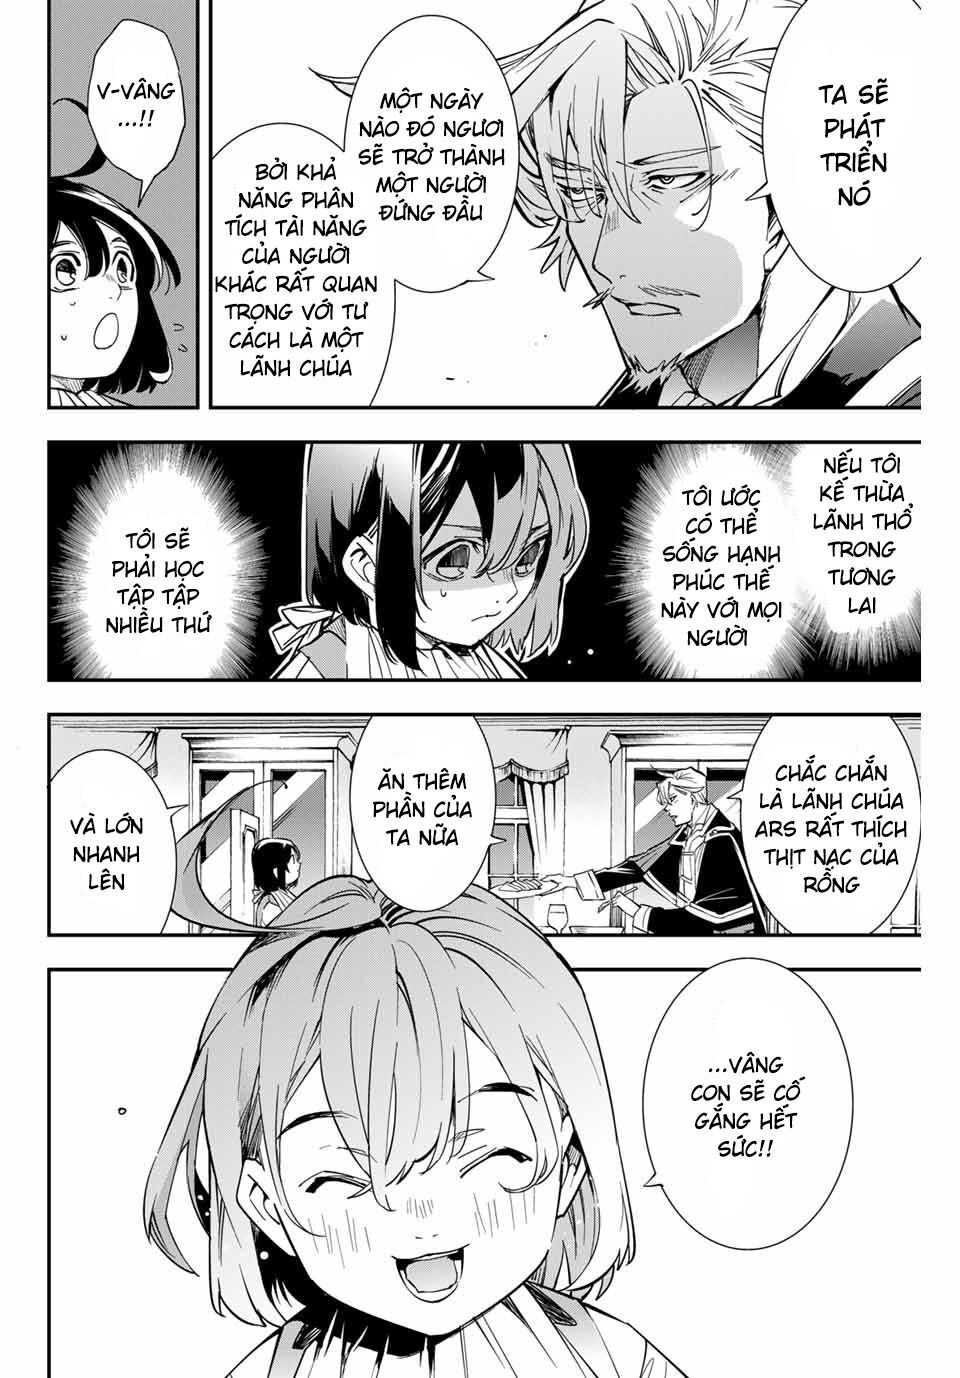 TA SẼ
PHÁT
TRIỂN
NÓ
MỘT NGÀY
NÀO ĐÓ NGƯƠI
SẼ TRỞ THÀNH
MỘT NGƯỜI
ĐỨNG ĐẦU
BỞI KHẢ
NĂNG PHÂN
TÍCH TÀI NĂNG
CỦA NGƯỜI
KHÁC RẤT QUAN
TRỌNG VỚI TƯ
CÁCH LÀ MỘT
LÃNH CHÚA
V-VÂNG
...!!
NẾU TÔI
KẾ THỪA
LÃNH THỔ
TRONG
TƯƠNG
LAI
TÔI ƯỚC
CÓ THỂ
SỐNG HẠNH
PHÚC THẾ
NÀY VỚI MỌI
NGƯỜI
TÔI SẼ
PHẢI HỌC
TẬP TẬP
NHIỀU THỨ
CHẮC CHẮN
LÀ LÃNH CHÚA
ARS RẤT THÍCH
THỊT NẠC CỦA
RỒNG
ĂN THÊM
PHẦN CỦA
TA NỮA
VÀ LỚN
NHANH
LÊN
...VÂNG
CON SẼ CỐ
GẮNG HẾT
SỨC!!